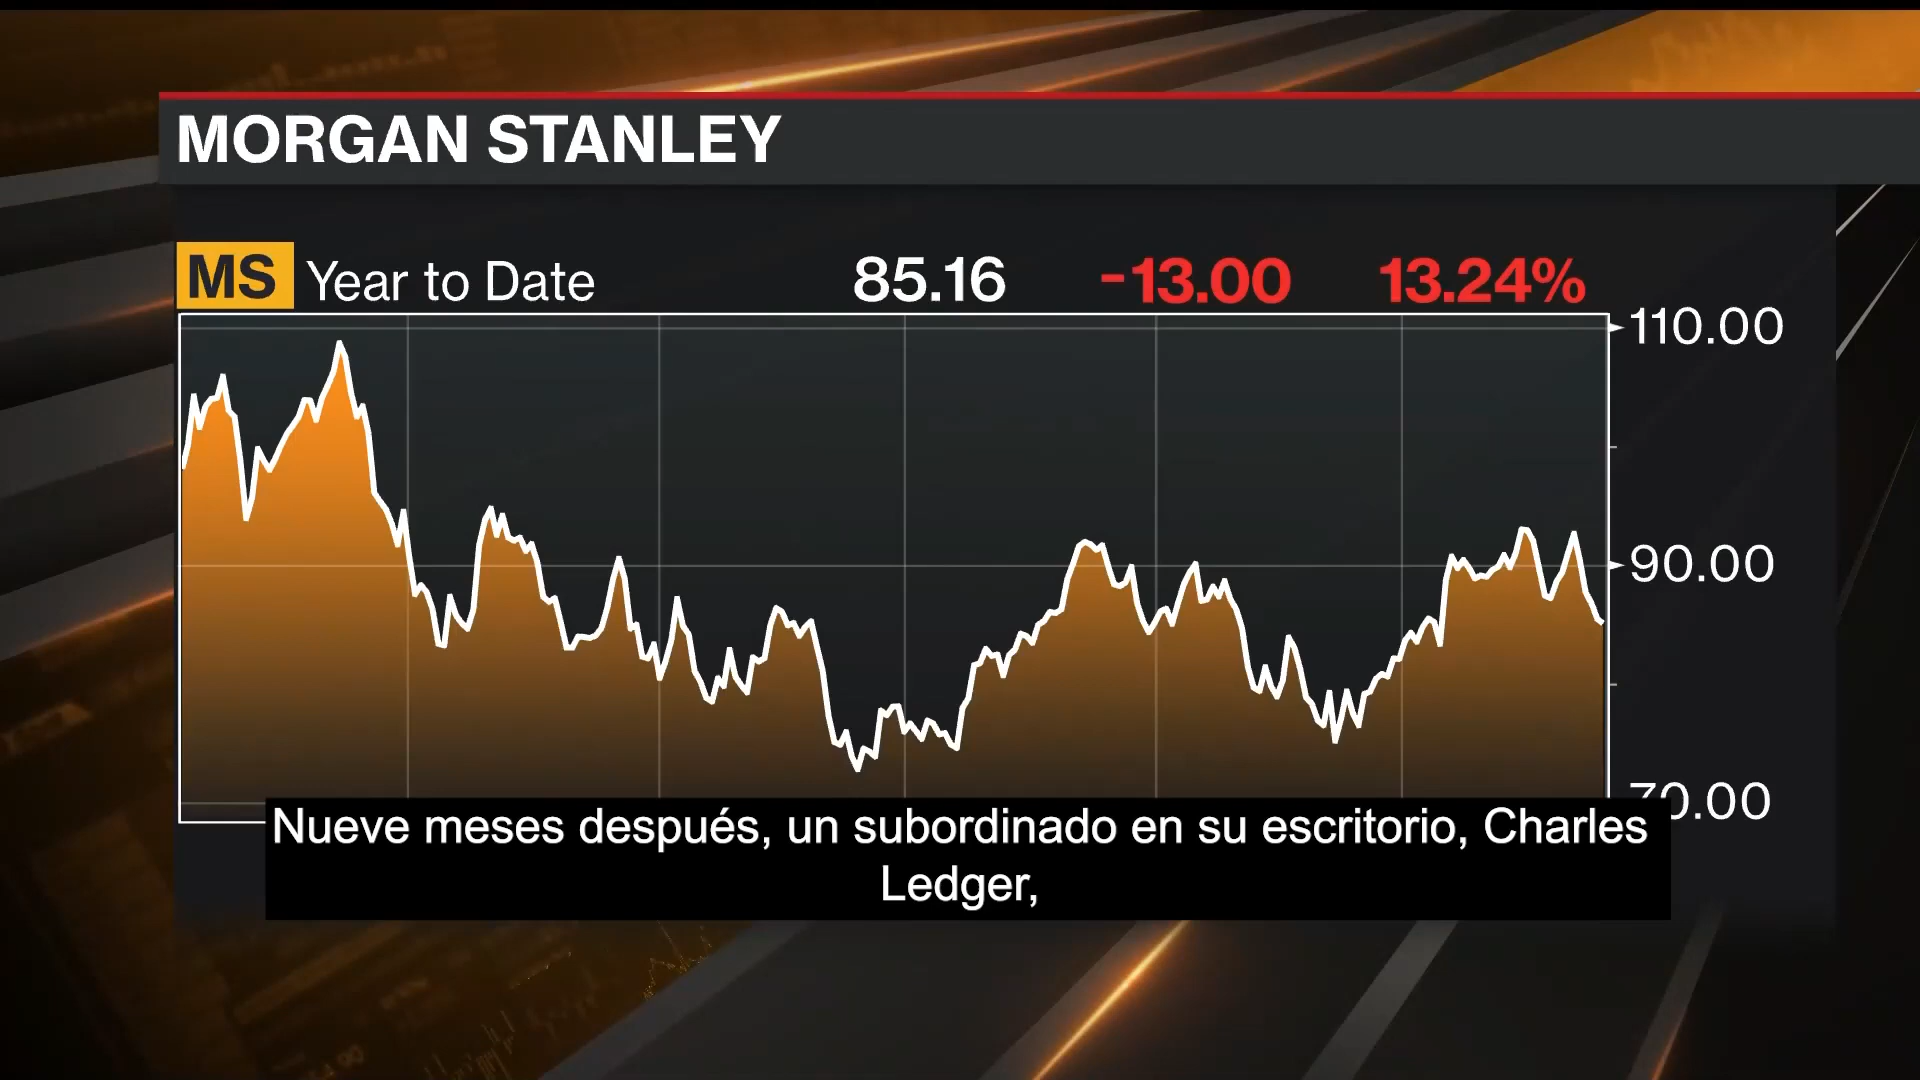 MORGAN STANLEY
MS Year to Date 85.16 -13.00 13.24%
110.00
90.00
70.00
Nueve meses después, un subordinado en su escritorio, Charles
Ledger,